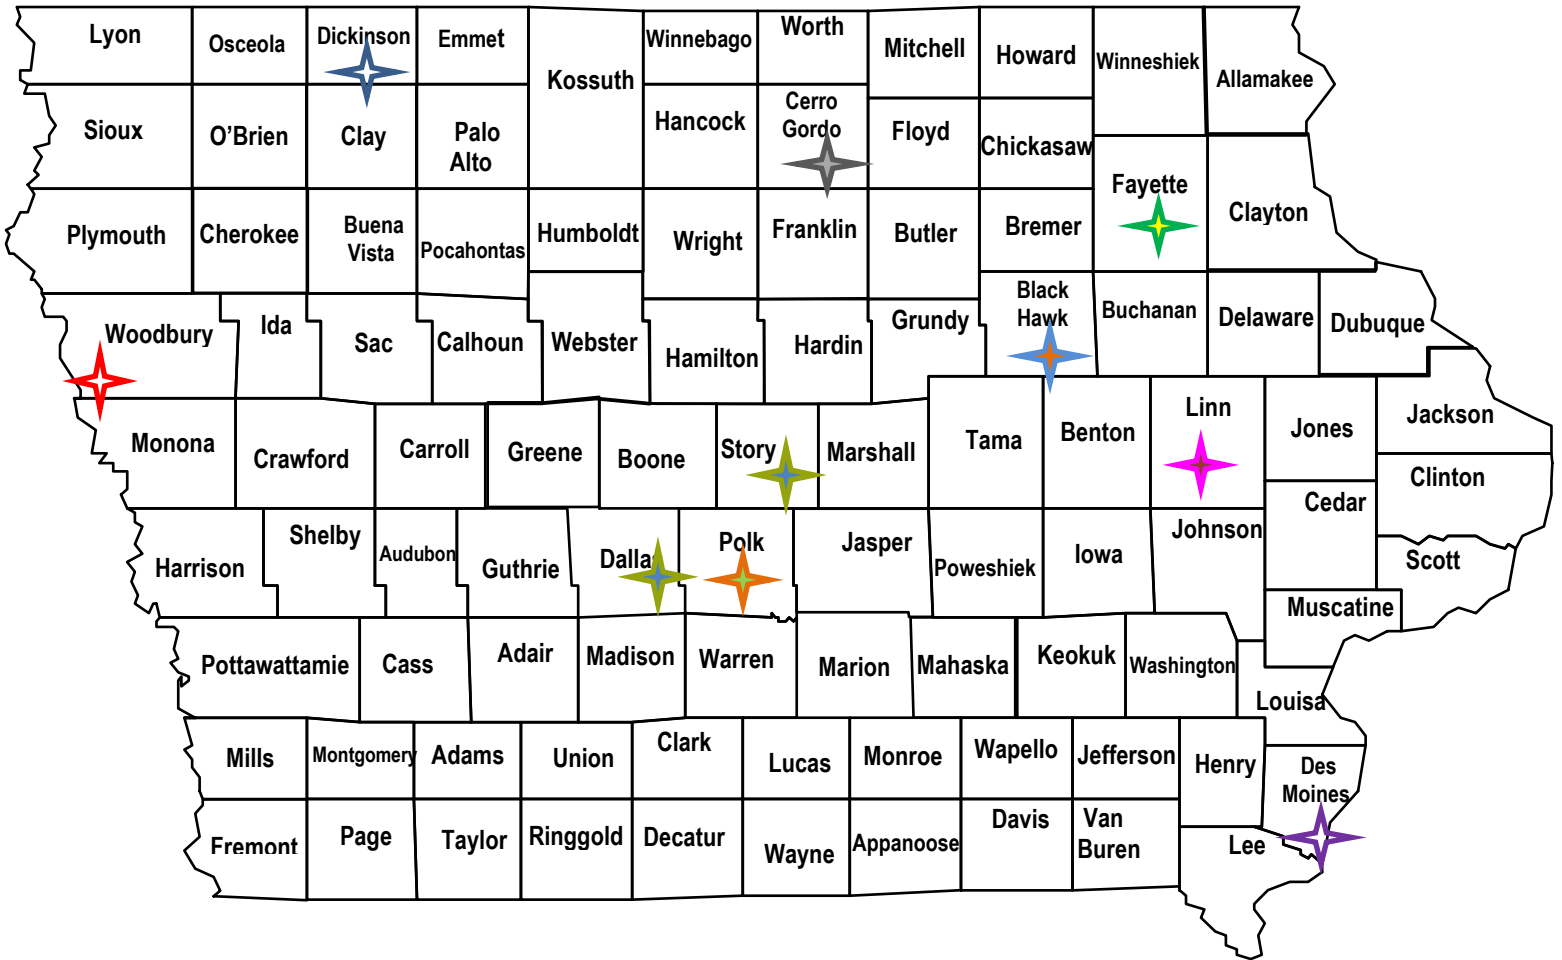 Lyon
Osceola
Dickinson
Emmet
Kossuth
Winnebago
Worth
Mitchell
Howard
Winneshiek
Allamakee
Sioux
O'Brien
Clay
Palo
Alto
Hancock
Cerro
Gordo
Floyd
Chickasaw
Fayette
Clayton
Plymouth
Cherokee
Buena
Vista
Pocahontas
Humboldt
Wright
Franklin
Butler
Bremer
Woodbury
Ida
Sac
Calhoun
Webster
Hamilton
Hardin
Grundy
Black
Hawk
Buchanan
Delaware
Dubuque
Monona
Crawford
Carroll
Greene
Boone
Story
Marshall
Tama
Benton
Linn
Jones
Jackson
Clinton
Cedar
Harrison
Shelby
Audubon
Guthrie
Dallas
Polk
Jasper
Poweshiek
Iowa
Johnson
Scott
Muscatine
Pottawattamie
Cass
Adair
Madison
Warren
Marion
Mahaska
Keokuk
Washington
Louisa
Mills
Montgomery
Adams
Union
Clark
Lucas
Monroe
Wapello
Jefferson
Henry
Des
Moines
Fremont
Page
Taylor
Ringgold
Decatur
Wayne
Appanoose
Davis
Van
Buren
Lee